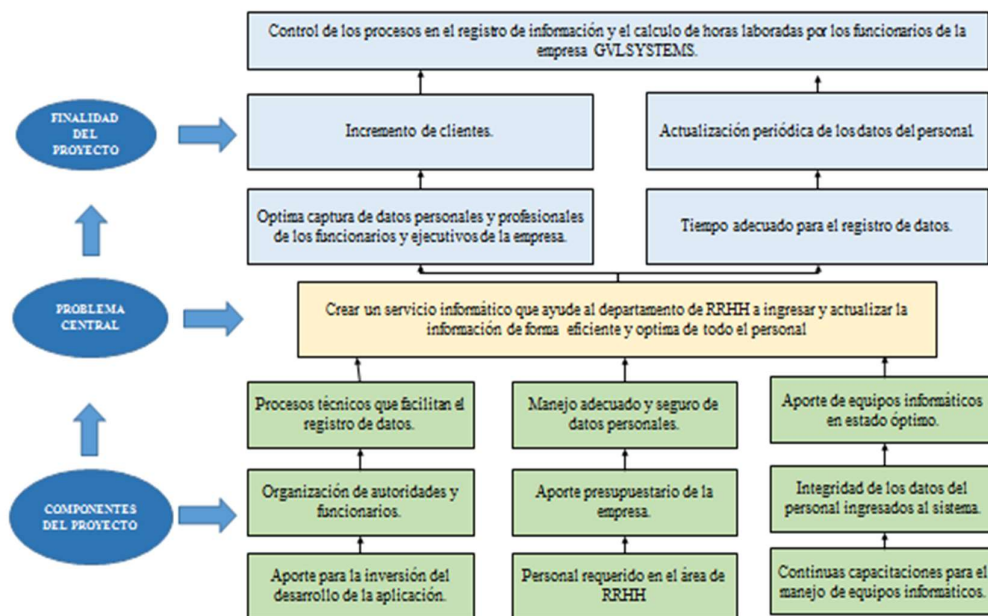 Control de los procesos en el registro de información y el calculo de horas laboradas por los funcionarios de la
empresa GVLSYSTEMS.
FINALIDAD
DEL
PROYECTO
Incremento de clientes.
Actualización periódica de los datos del personal.
Optima captura de datos personales y profesionales
de los funcionarios y ejecutivos de la empresa.
Tiempo adecuado para el registro de datos.
PROBLEMA
CENTRAL
Crear un servicio informático que ayude al departamento de RRHH a ingresar y actualizar la
información de forma eficiente y optima de todo el personal
Procesos técnicos que facilitan el
registro de datos.
Manejo adecuado y seguro de
datos personales.
Aporte de equipos informáticos
en estado óptimo.
COMPONENTES
DEL PROYECTO
Organización de autoridades y
funcionarios.
Aporte presupuestario de la
empresa.
Integridad de los datos del
personal ingresados al sistema.
Aporte para la inversión del
desarrollo de la aplicación.
Personal requerido en el área de
RRHH
Continuas capacitaciones para el
manejo de equipos informáticos.